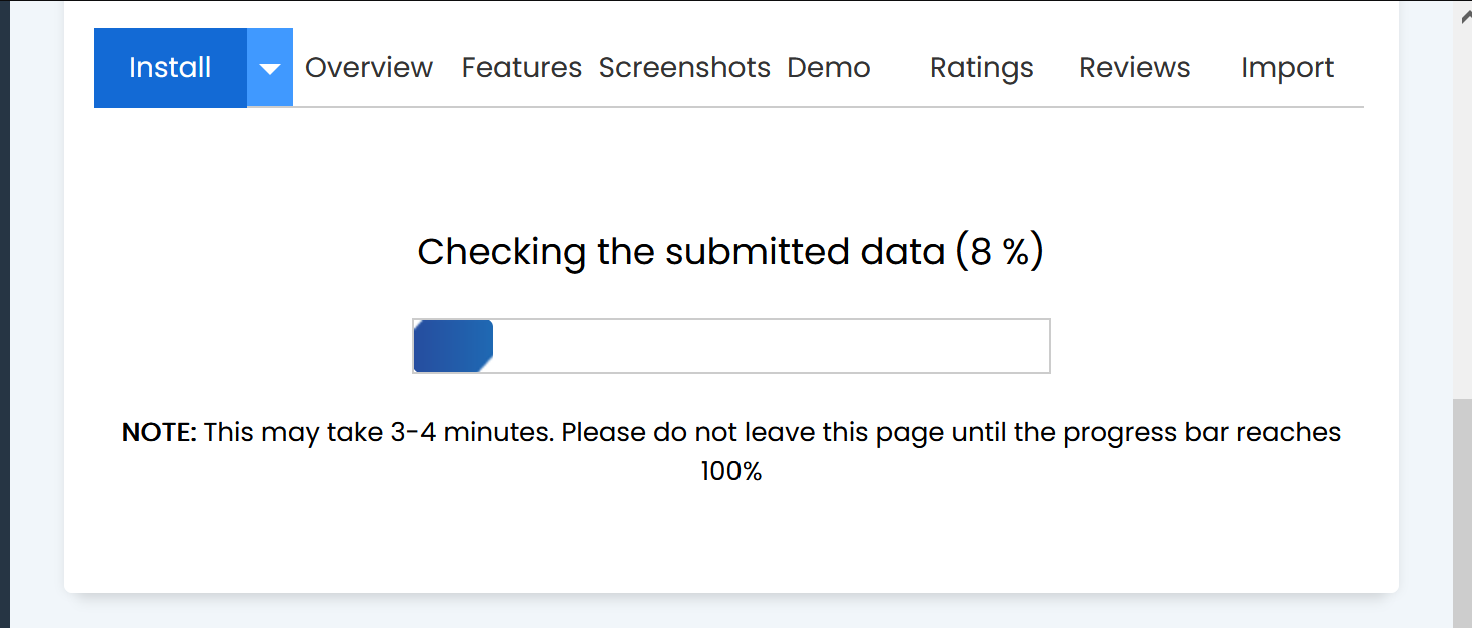 Install Overview Features Screenshots Demo Ratings Reviews Import
Checking the submitted data (8 %)
NOTE: This may take 3-4 minutes. Please do not leave this page until the progress bar reaches
100%